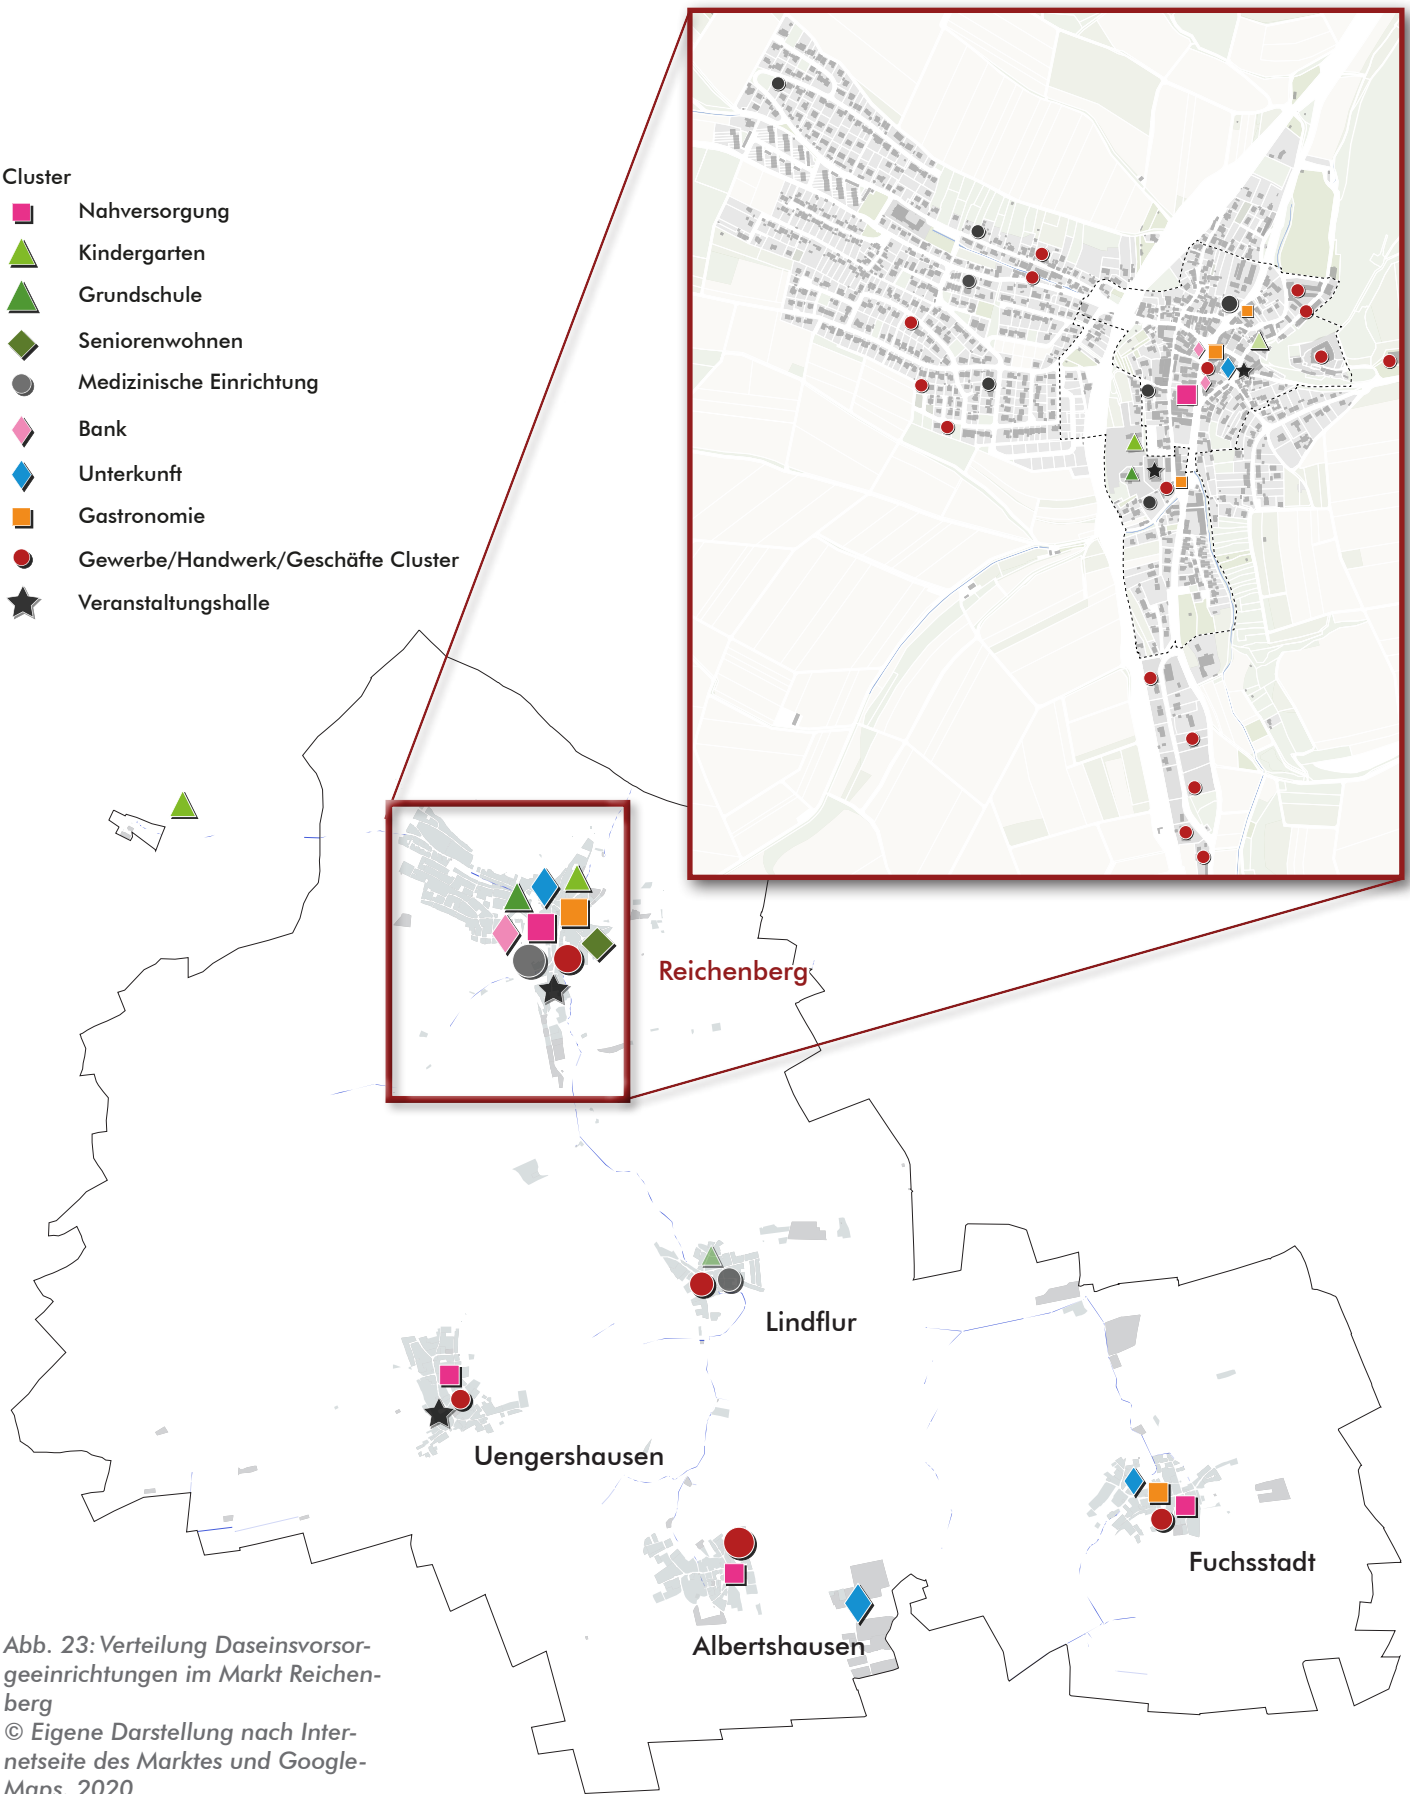 Cluster
Nahversorgung
Kindergarten
Grundschule
Seniorenwohnen
Medizinische Einrichtung
Bank
Unterkunft
Gastronomie
Gewerbe/Handwerk/Geschäfte Cluster
Veranstaltungshalle
Reichenberg
Lindflur
Uengershausen
Fuchsstadt
Albertshausen
Abb. 23: Verteilung Daseinsvorsor-
geeinrichtungen im Markt Reichen-
berg
© Eigene Darstellung nach Inter-
netseite des Marktes und Google-
Maps, 2020